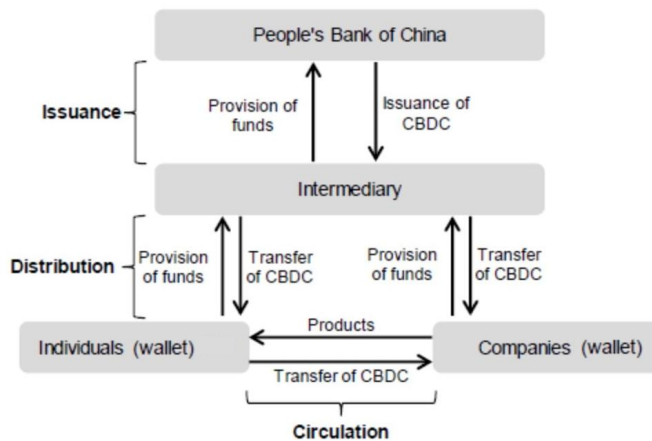 People's Bank of China
Issuance
Provision of
funds
Issuance of
CBDC
Intermediary
Distribution
Provision
of funds
Transfer
of CBDC
Provision
of funds
Transfer
of CBDC
Individuals (wallet)
Products
Companies (wallet)
Transfer of CBDC
Circulation